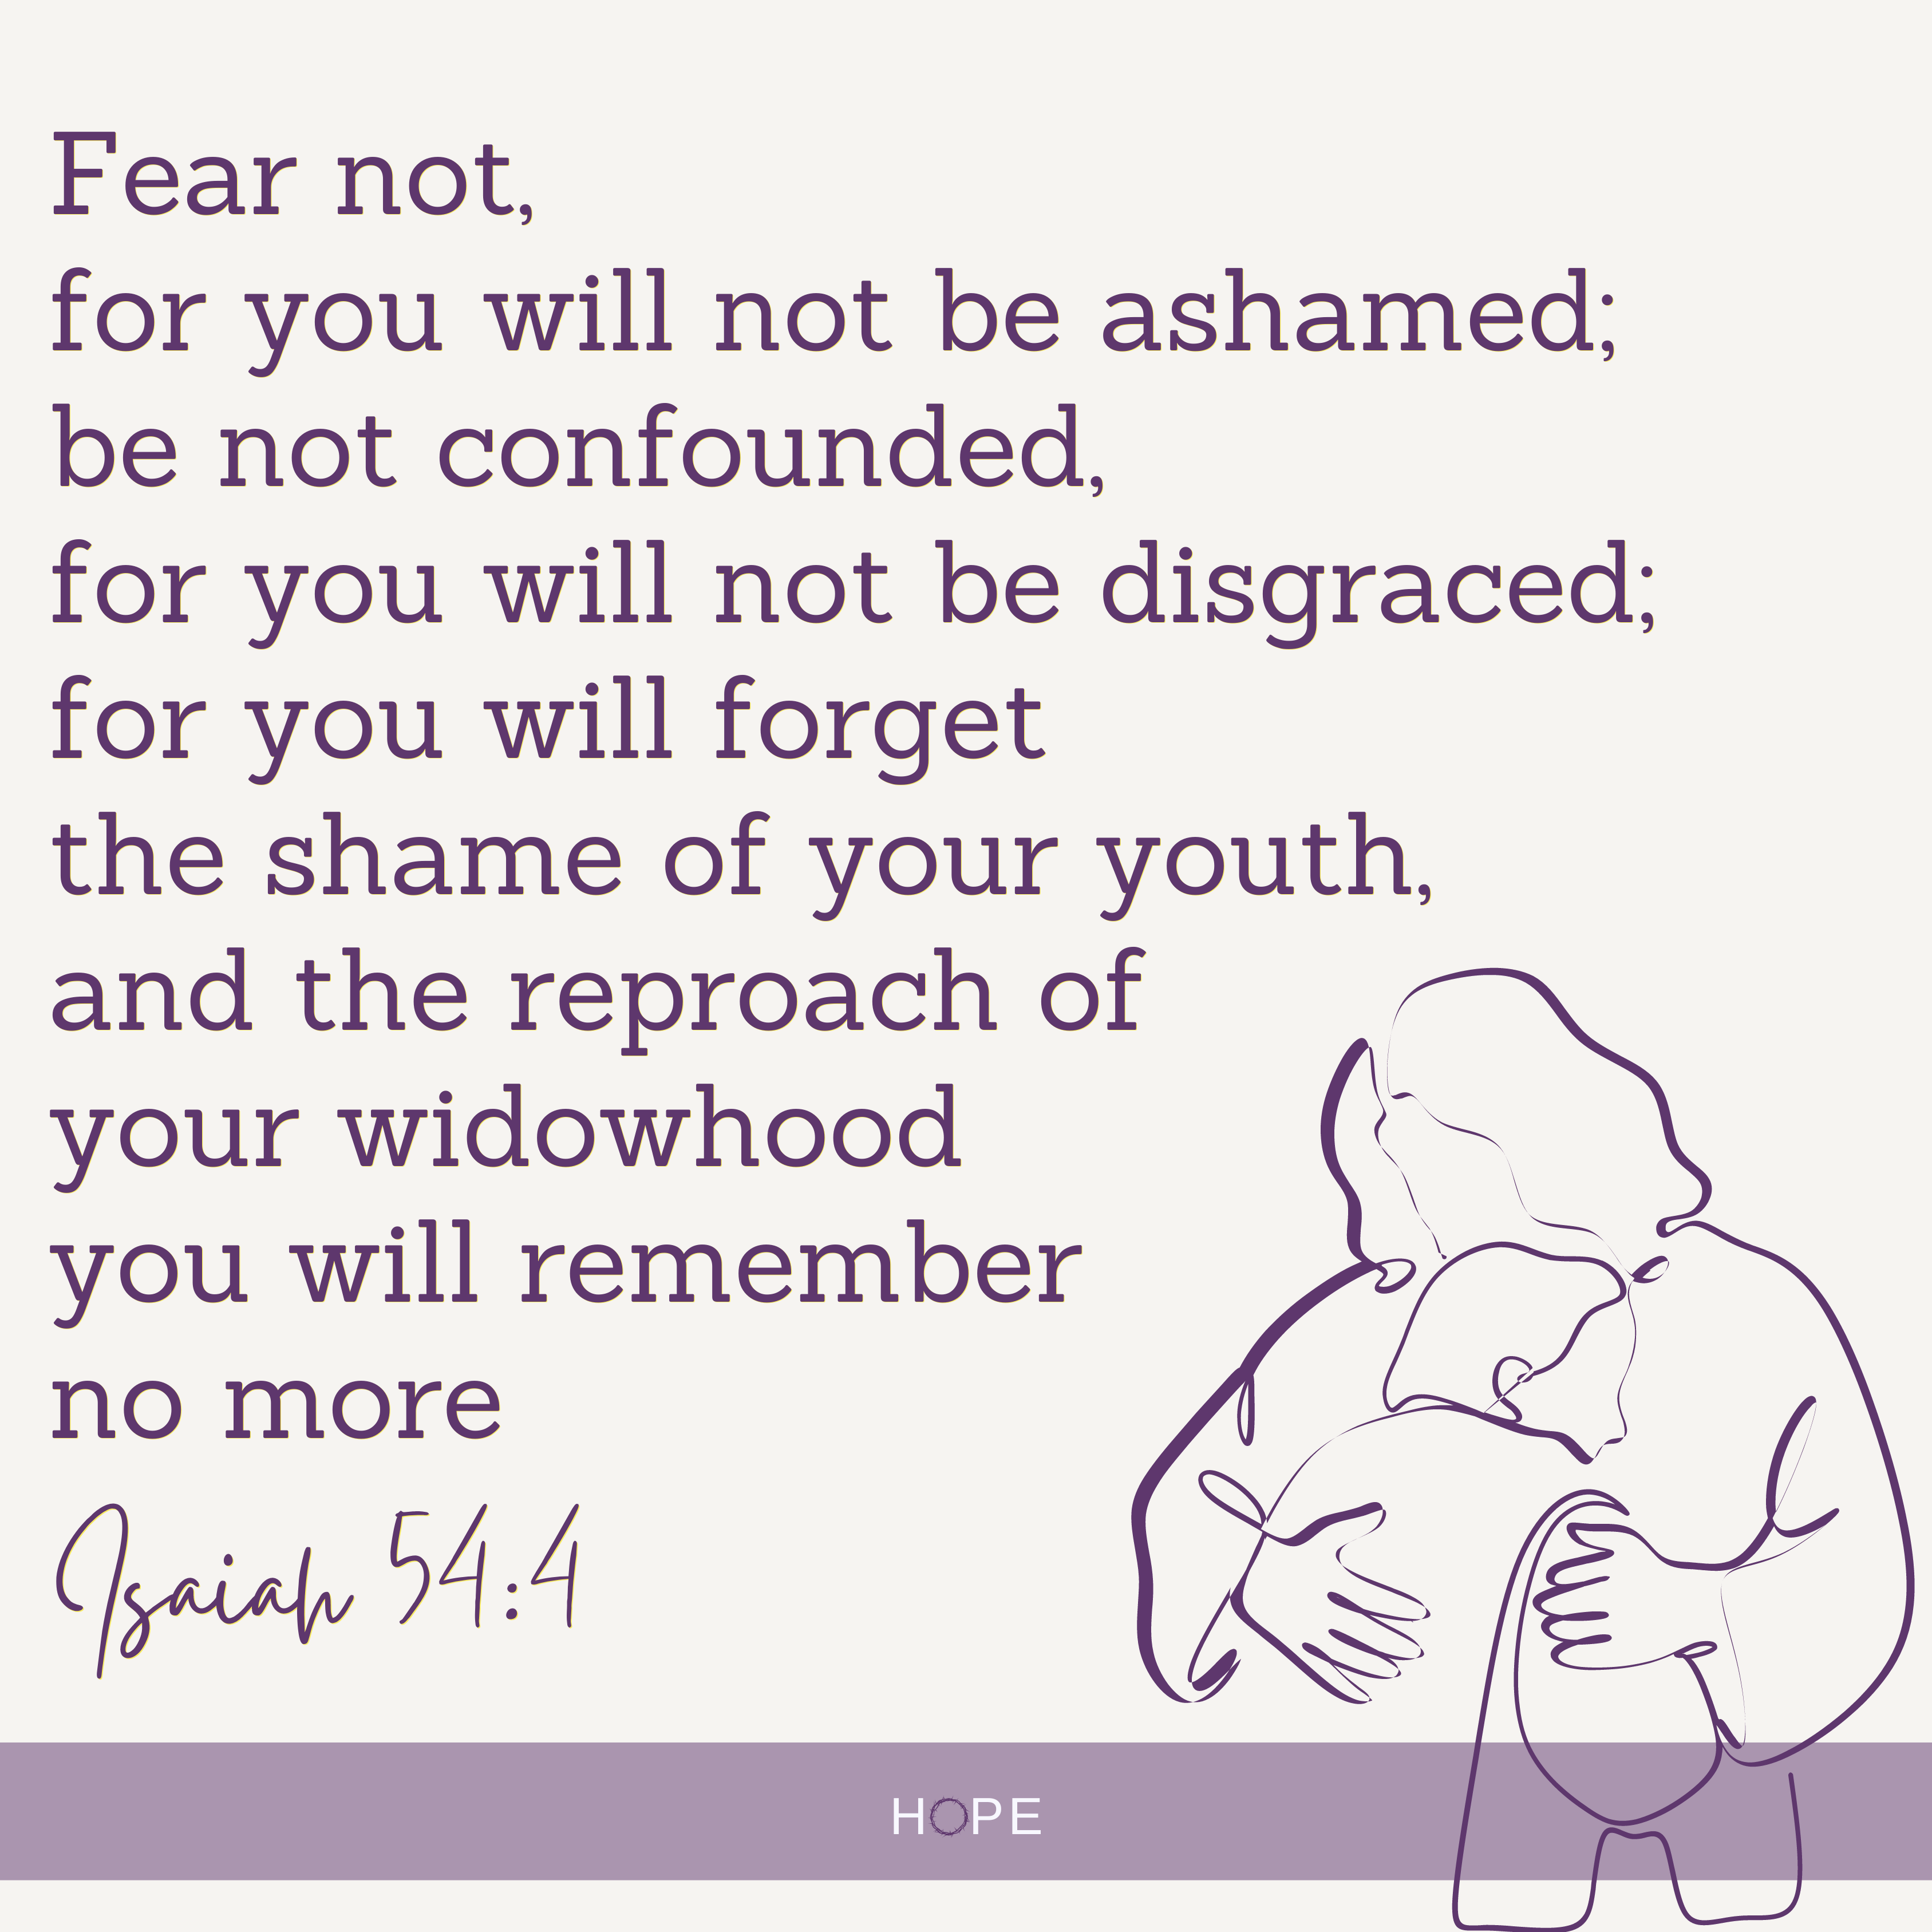 Fear not,
for you will not be ashamed;
be not confounded,
for you will not be disgraced;
for you will forget
the shame of your youth,
and the reproach of
your widowhood
you will remember
no more
Isaiah 54:4
HOPE